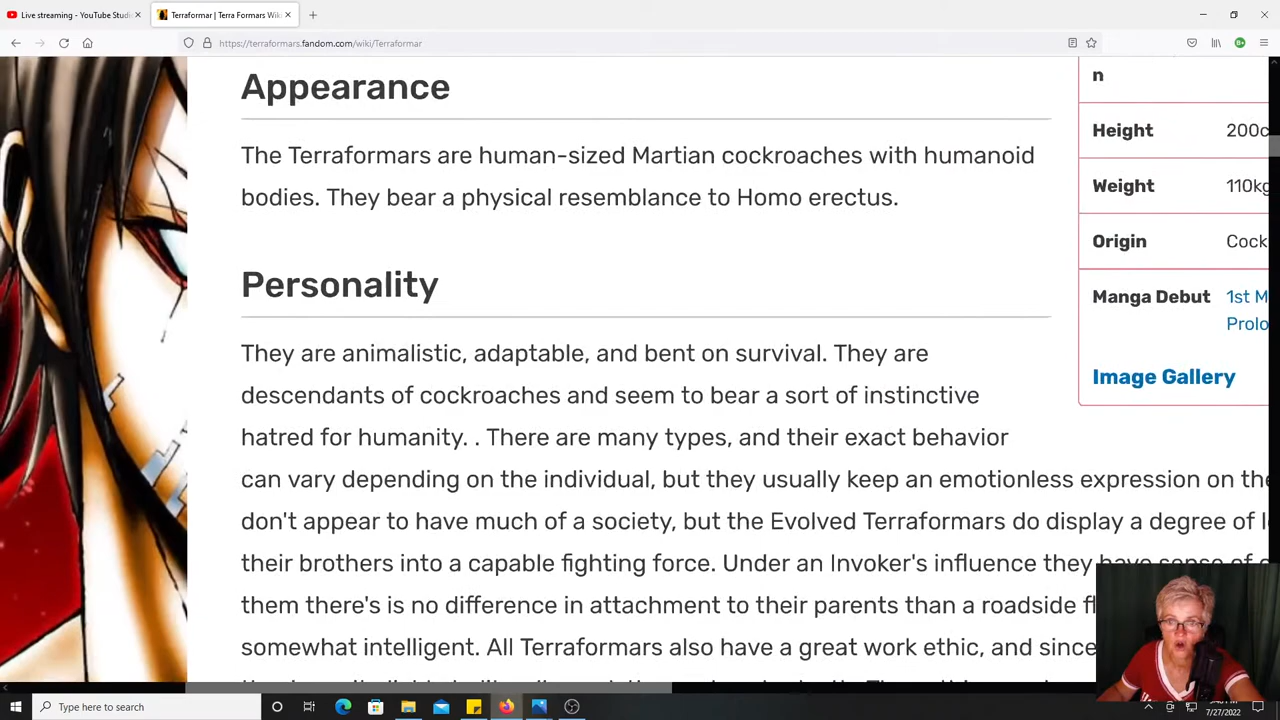 Live streaming - YouTube Studi
Terraformar | Terra Formars Wiki
https://terraformars.fandom.com/wiki/Terraformar
Appearance
The Terraformars are human-sized Martian cockroaches with humanoid
bodies. They bear a physical resemblance to Homo erectus.
Personality
They are animalistic, adaptable, and bent on survival. They are
descendants of cockroaches and seem to bear a sort of instinctive
hatred for humanity. . There are many types, and their exact behavior
can vary depending on the individual, but they usually keep an emotionless expression on the
don't appear to have much of a society, but the Evolved Terraformars do display a degree of
their brothers into a capable fighting force. Under an Invoker's influence they have sense of
them there's is no difference in attachment to their parents than a roadside
somewhat intelligent. All Terraformars also have a great work ethic, and since
n
Height 200c
Weight 110kg
Origin Cock
Manga Debut 1st M
Prolo
Image Gallery
Type here to search
7/27/2022